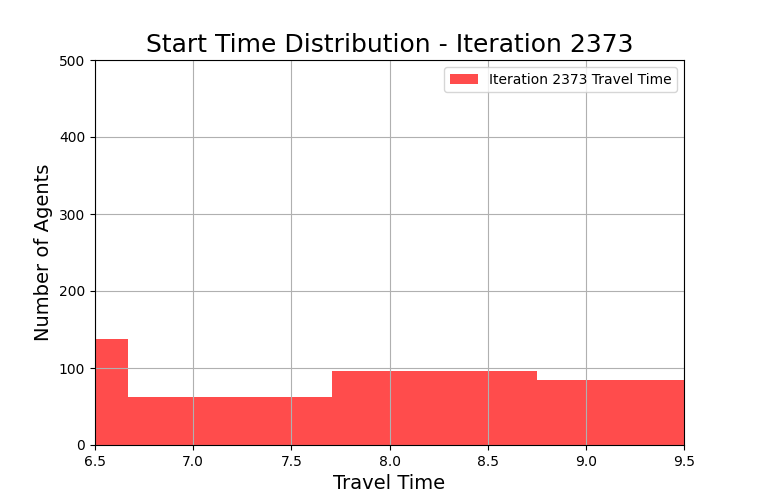 Start Time Distribution - Iteration 2373
500
400
300
200
100
0
Number of Agents
Iteration 2373 Travel Time
6.5 7.0 7.5 8.0 8.5 9.0 9.5
Travel Time